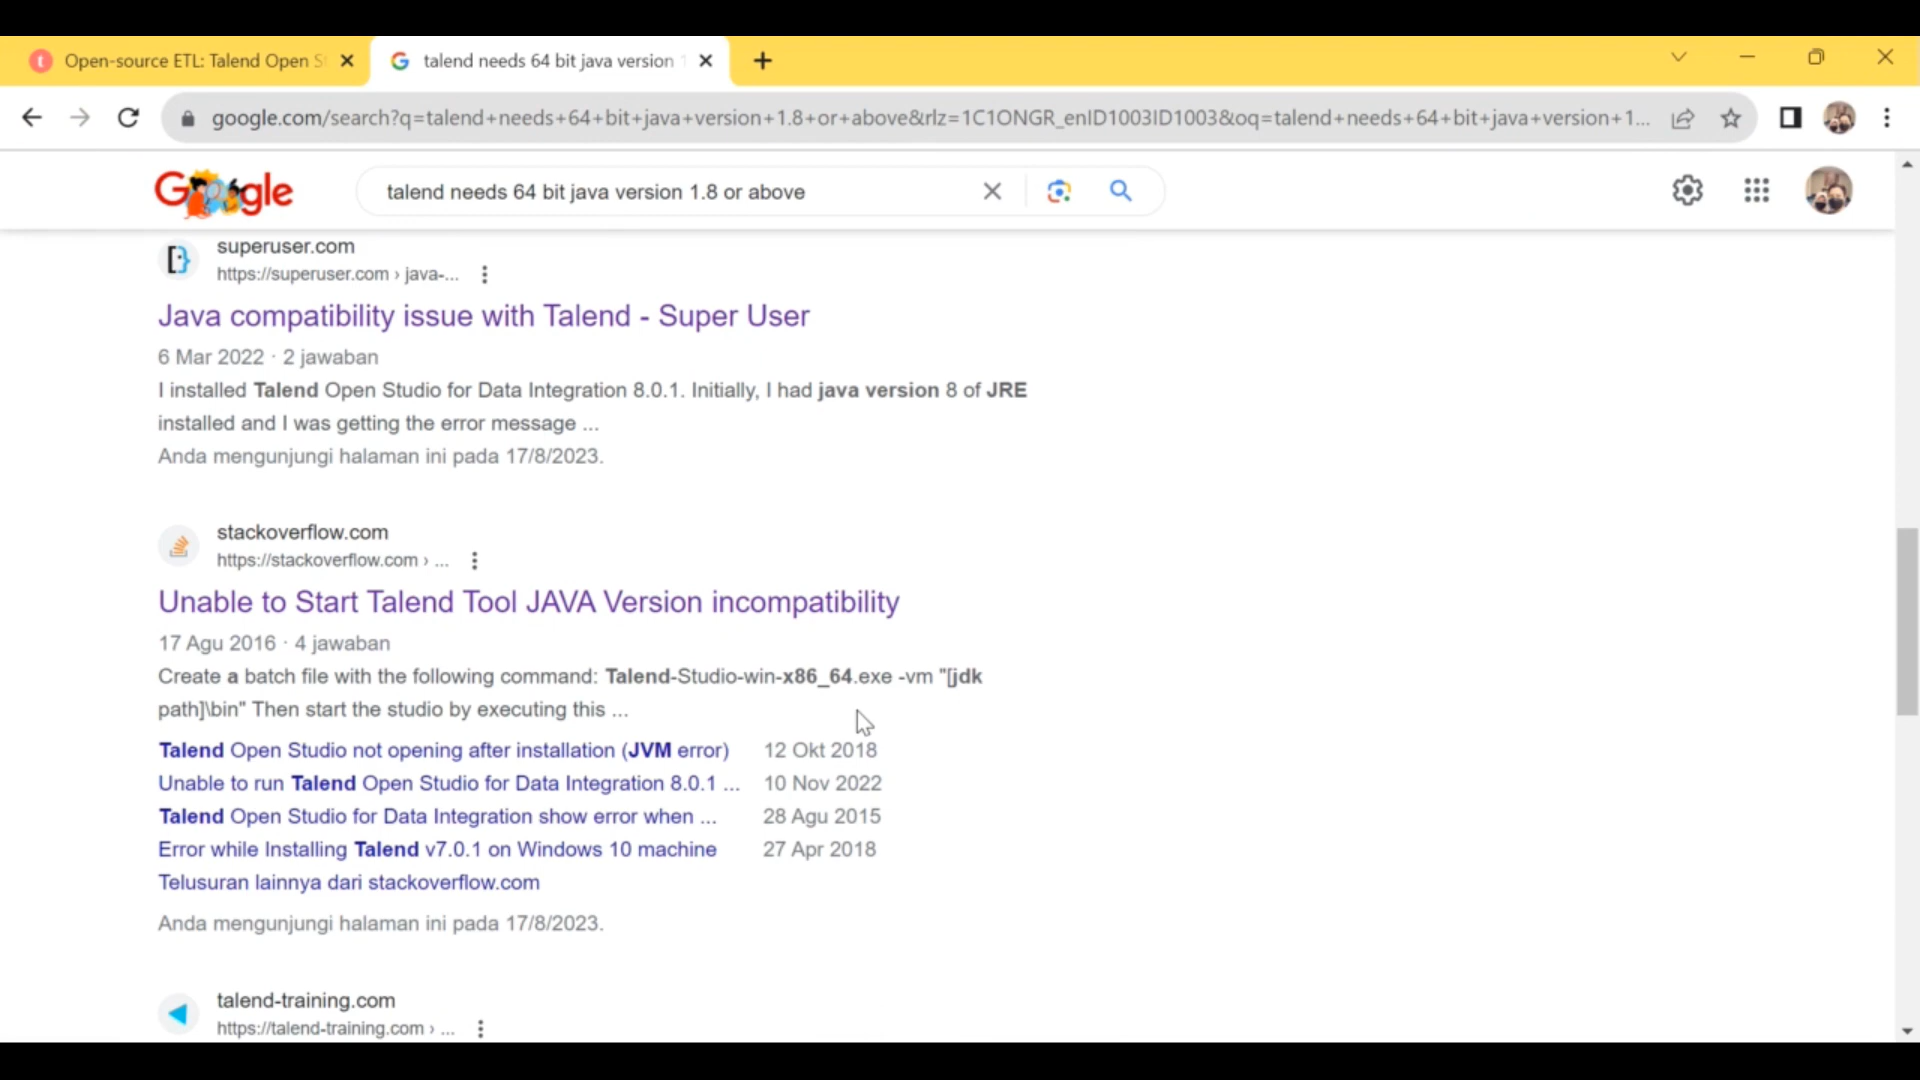 Open-source ETL: Talend Open St
talend needs 64 bit java version 1
google.com/search?q=talend+needs+64+bit+java+version+1.8+or+above&rlz=1C1ONGR_enID1003ID1003&oq=talend+needs+64+bit+java+version+1...
Google
talend needs 64 bit java version 1.8 or above
superuser.com
https://superuser.com › java-...
Java compatibility issue with Talend - Super User
6 Mar 2022 · 2 jawaban
I installed Talend Open Studio for Data Integration 8.0.1. Initially, I had java version 8 of JRE
installed and I was getting the error message ...
Anda mengunjungi halaman ini pada 17/8/2023.
stackoverflow.com
https://stackoverflow.com › ...
Unable to Start Talend Tool JAVA Version incompatibility
17 Agu 2016 · 4 jawaban
Create a batch file with the following command: Talend-Studio-win-x86_64.exe -vm "[jdk
path]\bin" Then start the studio by executing this ...
Talend Open Studio not opening after installation (JVM error) 12 Okt 2018
Unable to run Talend Open Studio for Data Integration 8.0.1 ... 10 Nov 2022
Talend Open Studio for Data Integration show error when ... 28 Agu 2015
Error while Installing Talend v7.0.1 on Windows 10 machine 27 Apr 2018
Telusuran lainnya dari stackoverflow.com
Anda mengunjungi halaman ini pada 17/8/2023.
talend-training.com
https://talend-training.com › ...